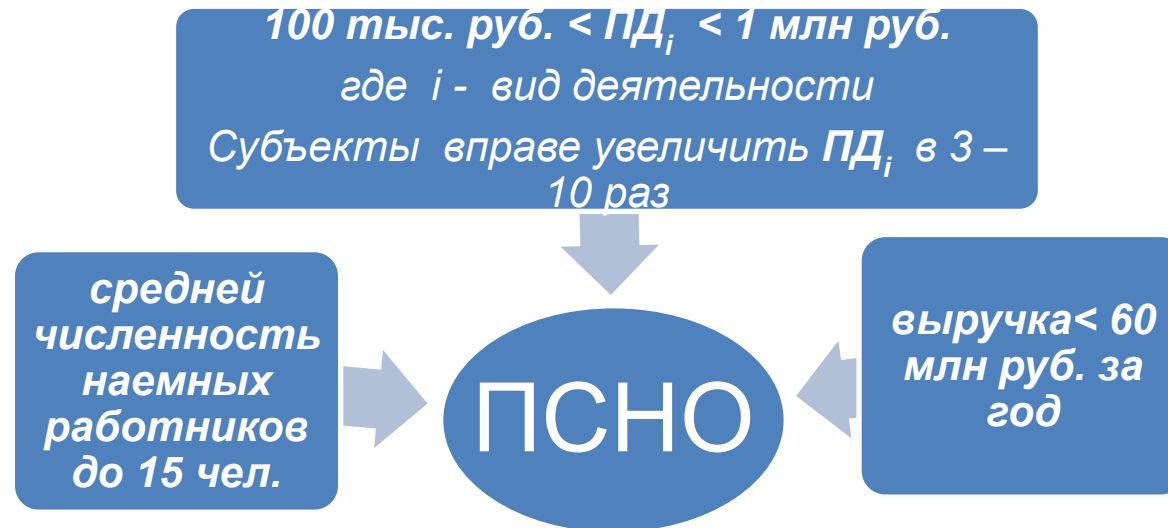 100 тыс. руб. < ПДi < 1 млн руб.
где i - вид деятельности
Субъекты вправе увеличить ПДi в 3 –
10 раз
средней
численность
наемных
работников
до 15 чел.
ПСНО
выручка< 60
млн руб. за
год